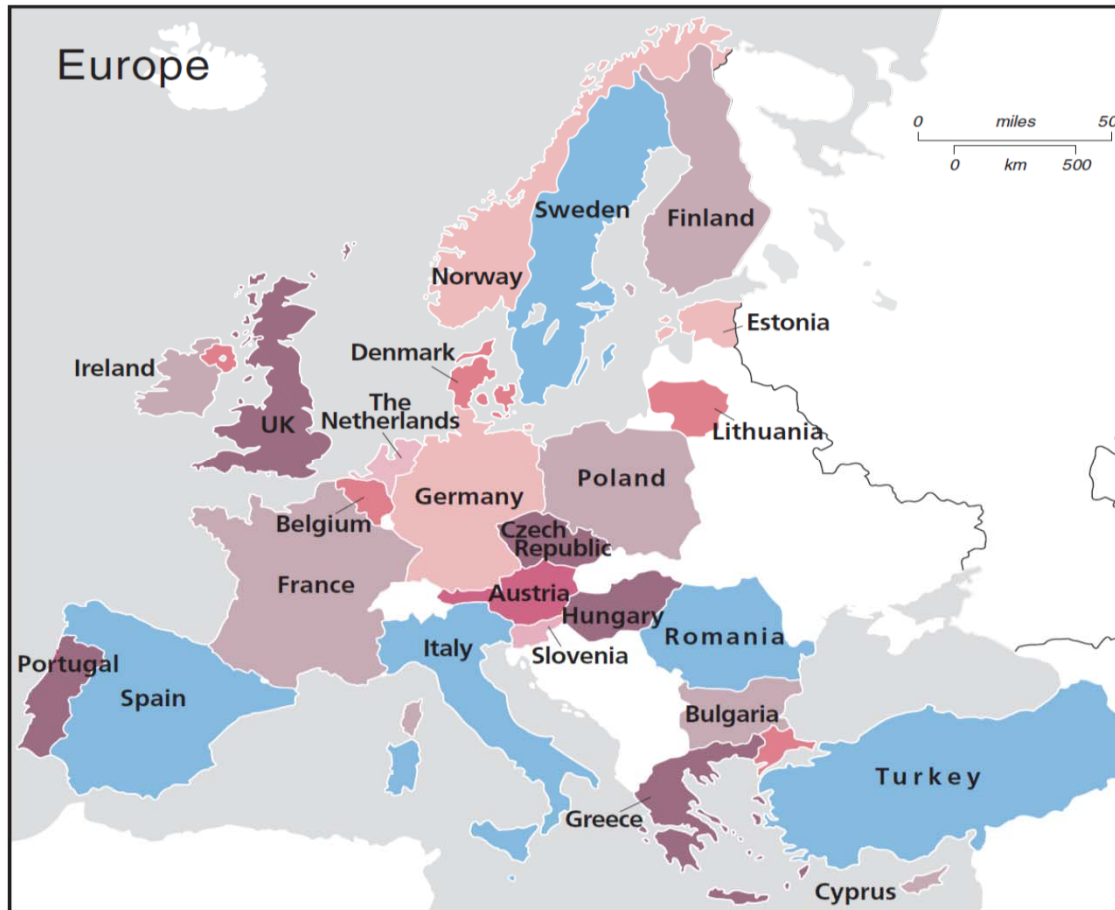 Europe
0 miles 50
0 km 500
Sweden
Finland
Norway
Estonia
Denmark
Ireland
The
Netherlands
UK
Lithuania
Poland
Germany
Belgium
Czech
Republic
France
Austria
Hungary
Romania
Italy
Slovenia
Portugal
Spain
Bulgaria
Turkey
Greece
Cyprus